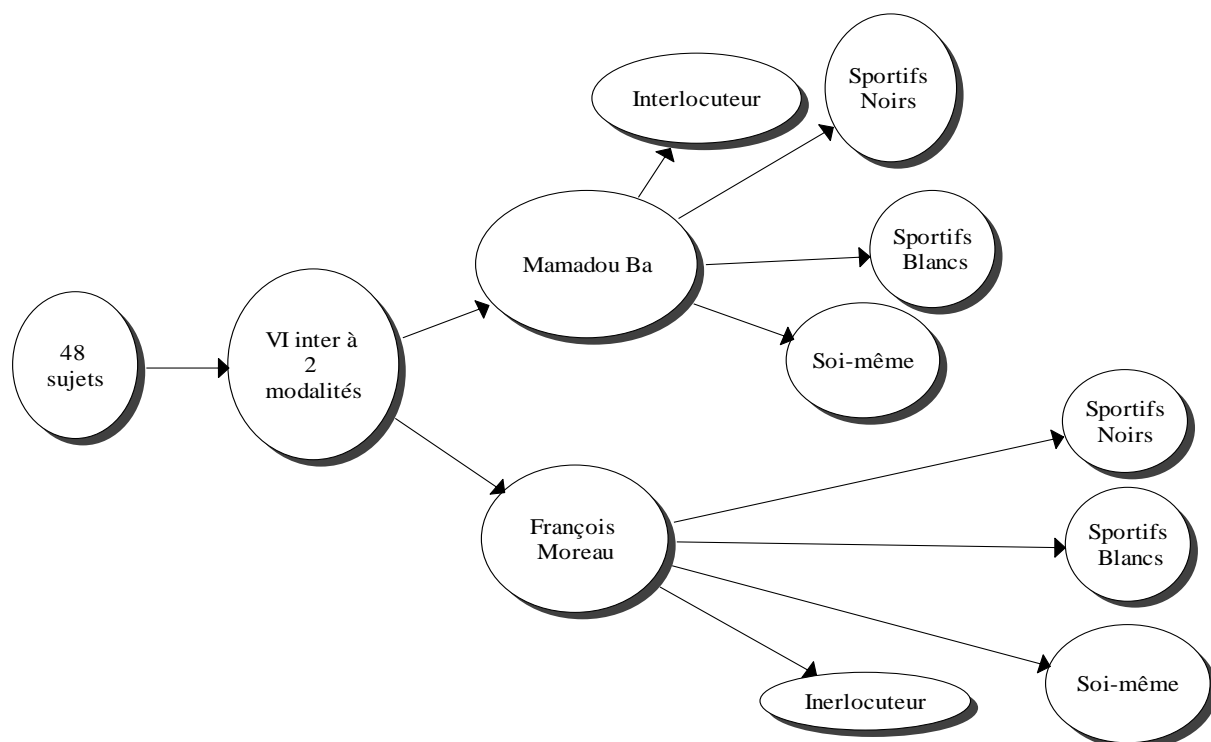 48
sujets
VI inter à
2
modalités
Mamadou Ba
Interlocuteur
Sportifs
Noirs
Sportifs
Blancs
Soi-même
François
Moreau
Sportifs
Noirs
Sportifs
Blancs
Soi-même
Inerlocuteur